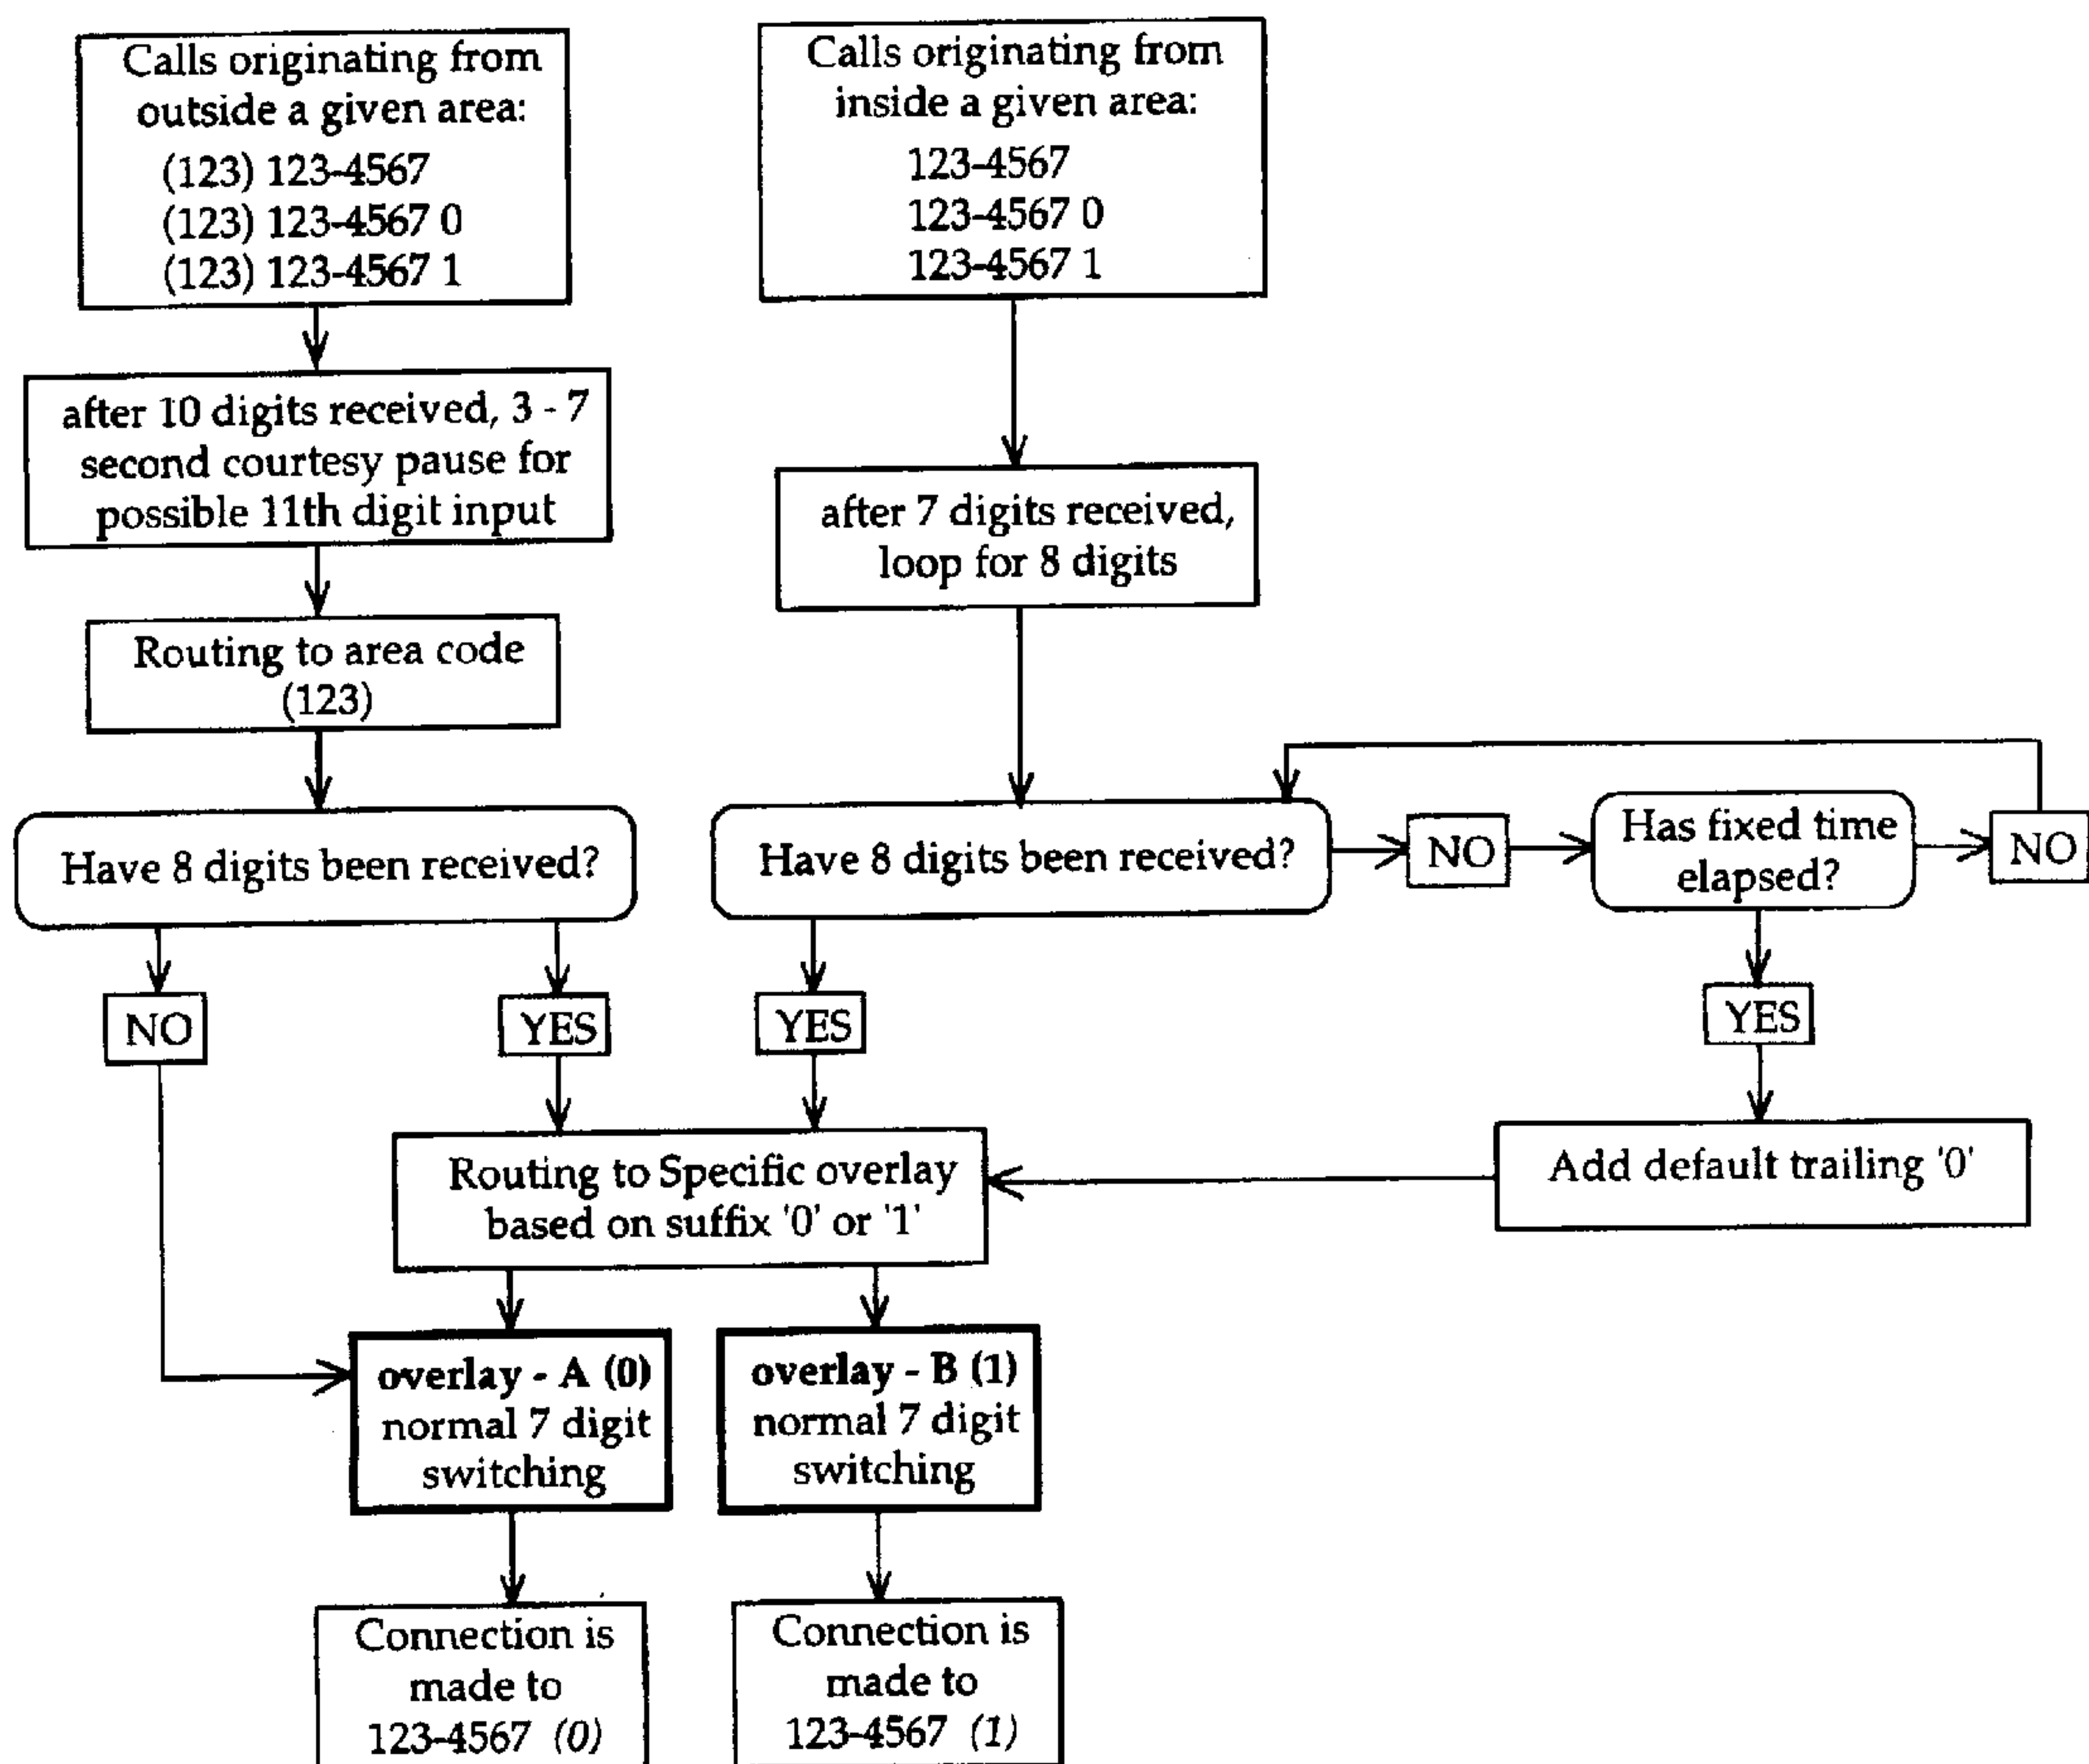 Calls originating from
outside a given area:
(123) 123-4567
(123) 123-4567 0
(123) 123-4567 1
Calls originating from
inside a given area:
123-4567
123-4567 0
123-4567 1
after 10 digits received, 3 - 7
second courtesy pause for
possible 11th digit input
after 7 digits received,
loop for 8 digits
Routing to area code
(123)
Have 8 digits been received?
Have 8 digits been received?
NO
Has fixed time
elapsed?
NO
NO
YES
YES
YES
Routing to Specific overlay
based on suffix '0' or '1'
Add default trailing '0'
overlay - A (0)
normal 7 digit
switching
overlay - B (1)
normal 7 digit
switching
Connection is
made to
123-4567 (0)
Connection is
made to
123-4567 (1)